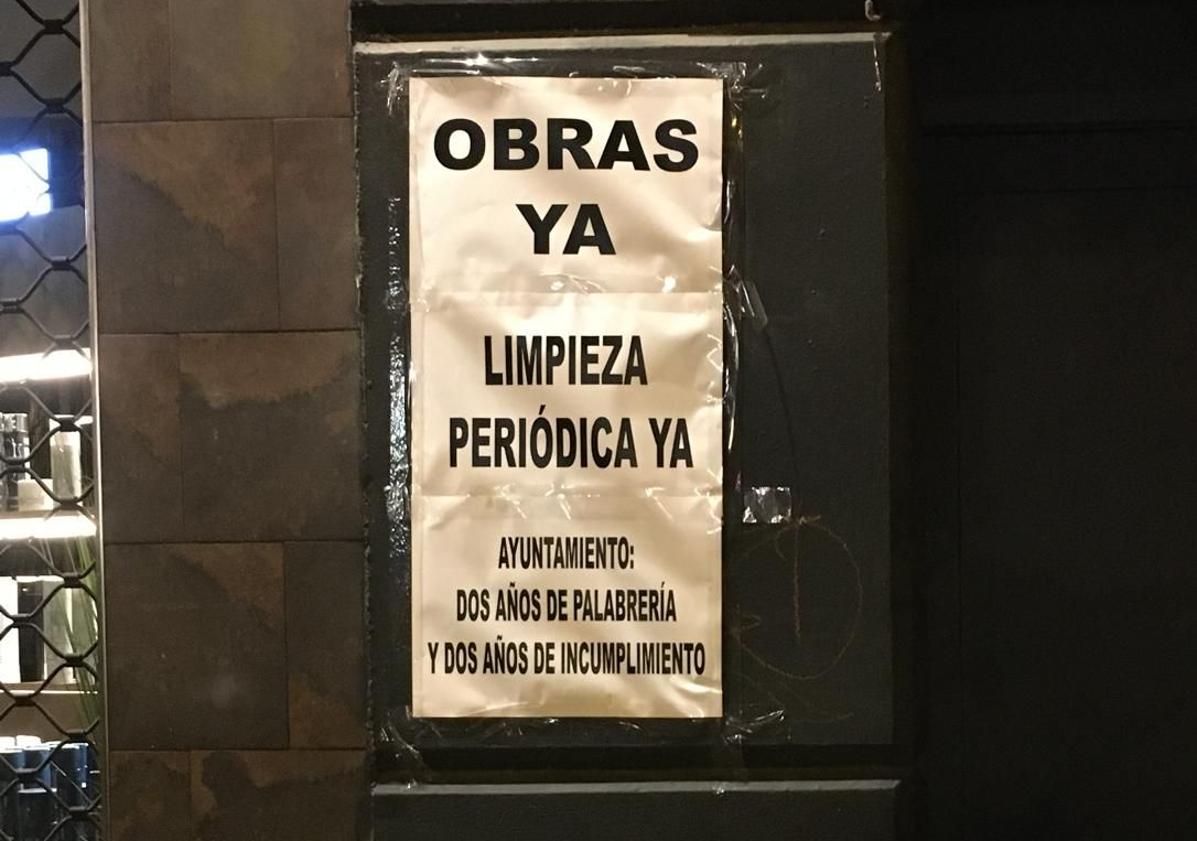 OBRAS
YA
LIMPIEZA
PERIÓDICA YA
AYUNTAMIENTO:
DOS AÑOS DE PALABRERÍA
Y DOS AÑOS DE INCUMPLIMIENTO